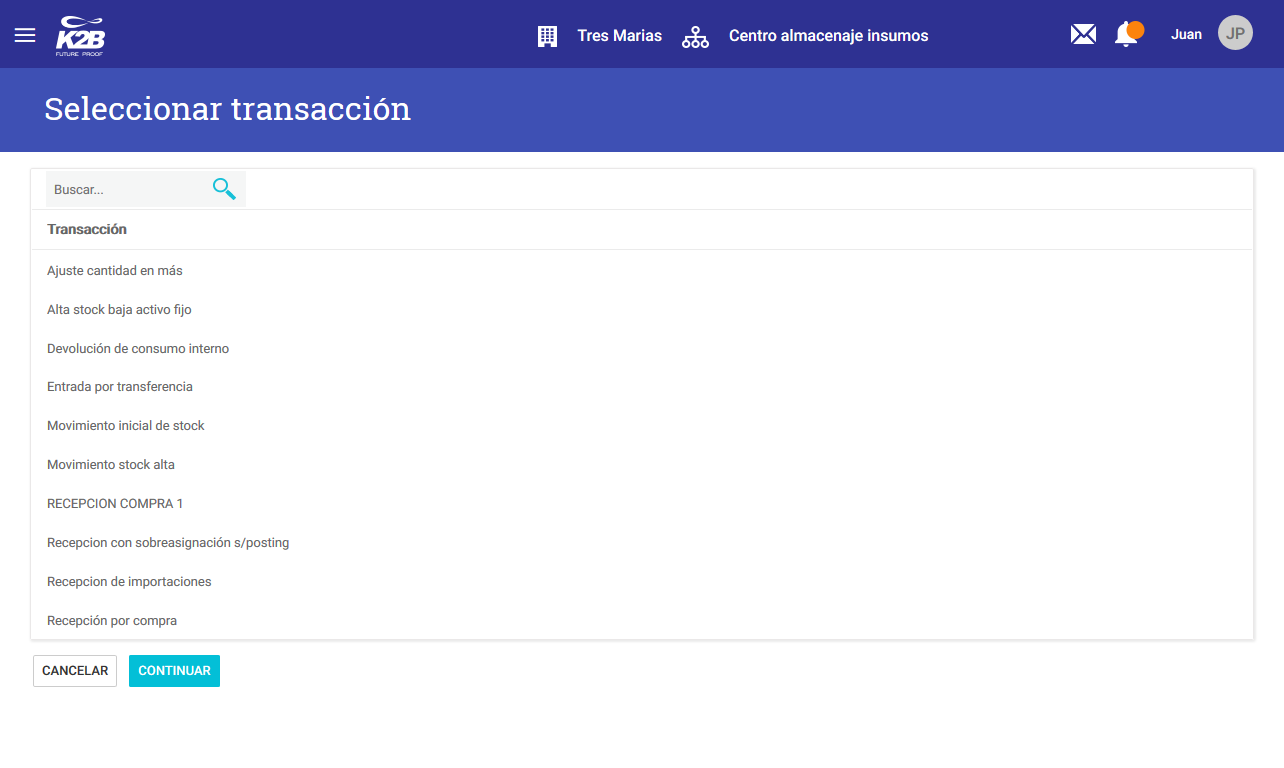 K2B
FUTURE PROOF
Tres Marias
Centro almacenaje insumos
Juan
JP
Seleccionar transacción
Buscar...
Transacción
Ajuste cantidad en más
Alta stock baja activo fijo
Devolución de consumo interno
Entrada por transferencia
Movimiento inicial de stock
Movimiento stock alta
RECEPCION COMPRA 1
Recepcion con sobreasignación s/posting
Recepcion de importaciones
Recepción por compra
CANCELAR
CONTINUAR